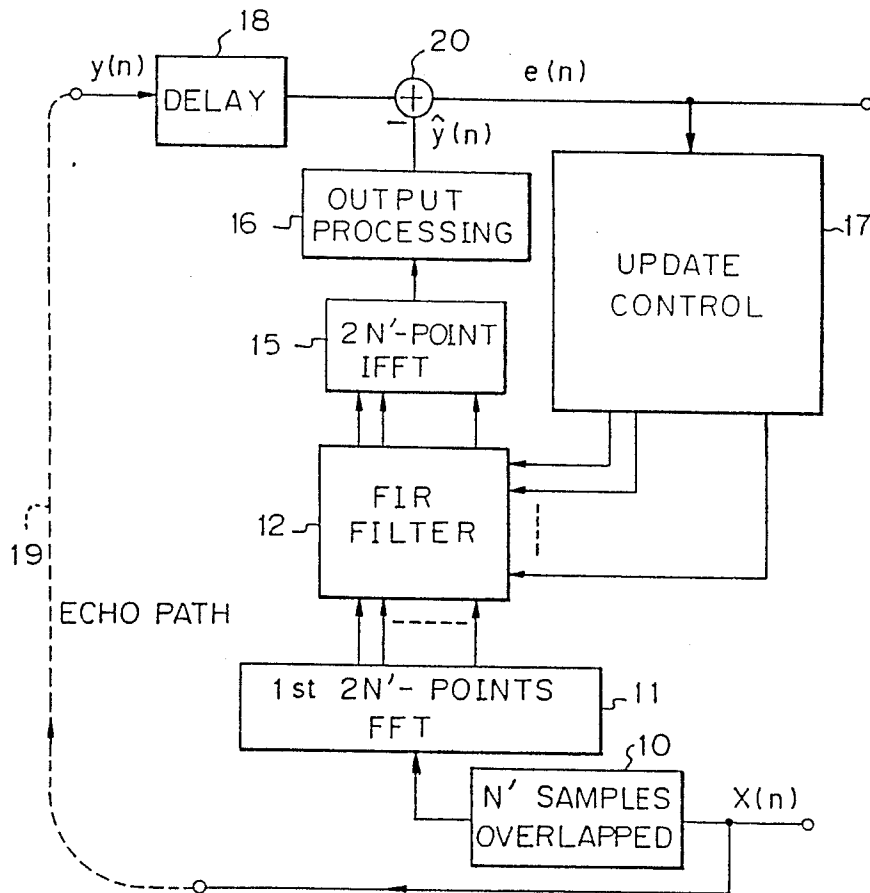 18
20
y(n)
e(n)
DELAY
+
−
ŷ(n)
OUTPUT
PROCESSING
16
17
UPDATE
CONTROL
2N'-POINT
IFFT
15
FIR
FILTER
12
19
ECHO PATH
1st 2N'- POINTS
FFT
11
10
N' SAMPLES
OVERLAPPED
X(n)